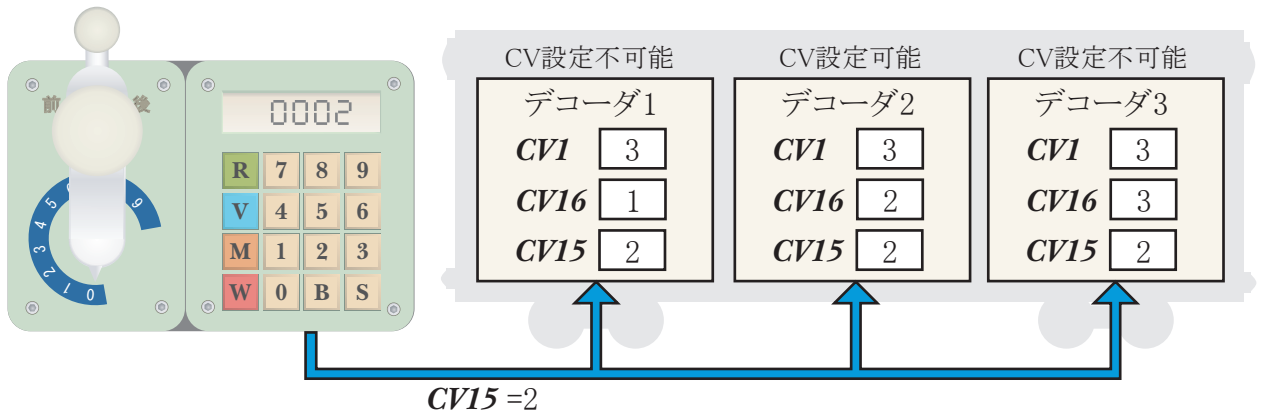 前 後
0 1 2 3 4 5 6 9
0002
R 7 8 9
V 4 5 6
M 1 2 3
W 0 B S
CV設定不可能
デコーダ1
CV1 3
CV16 1
CV15 2
CV設定可能
デコーダ2
CV1 3
CV16 2
CV15 2
CV設定不可能
デコーダ3
CV1 3
CV16 3
CV15 2
CV15 =2